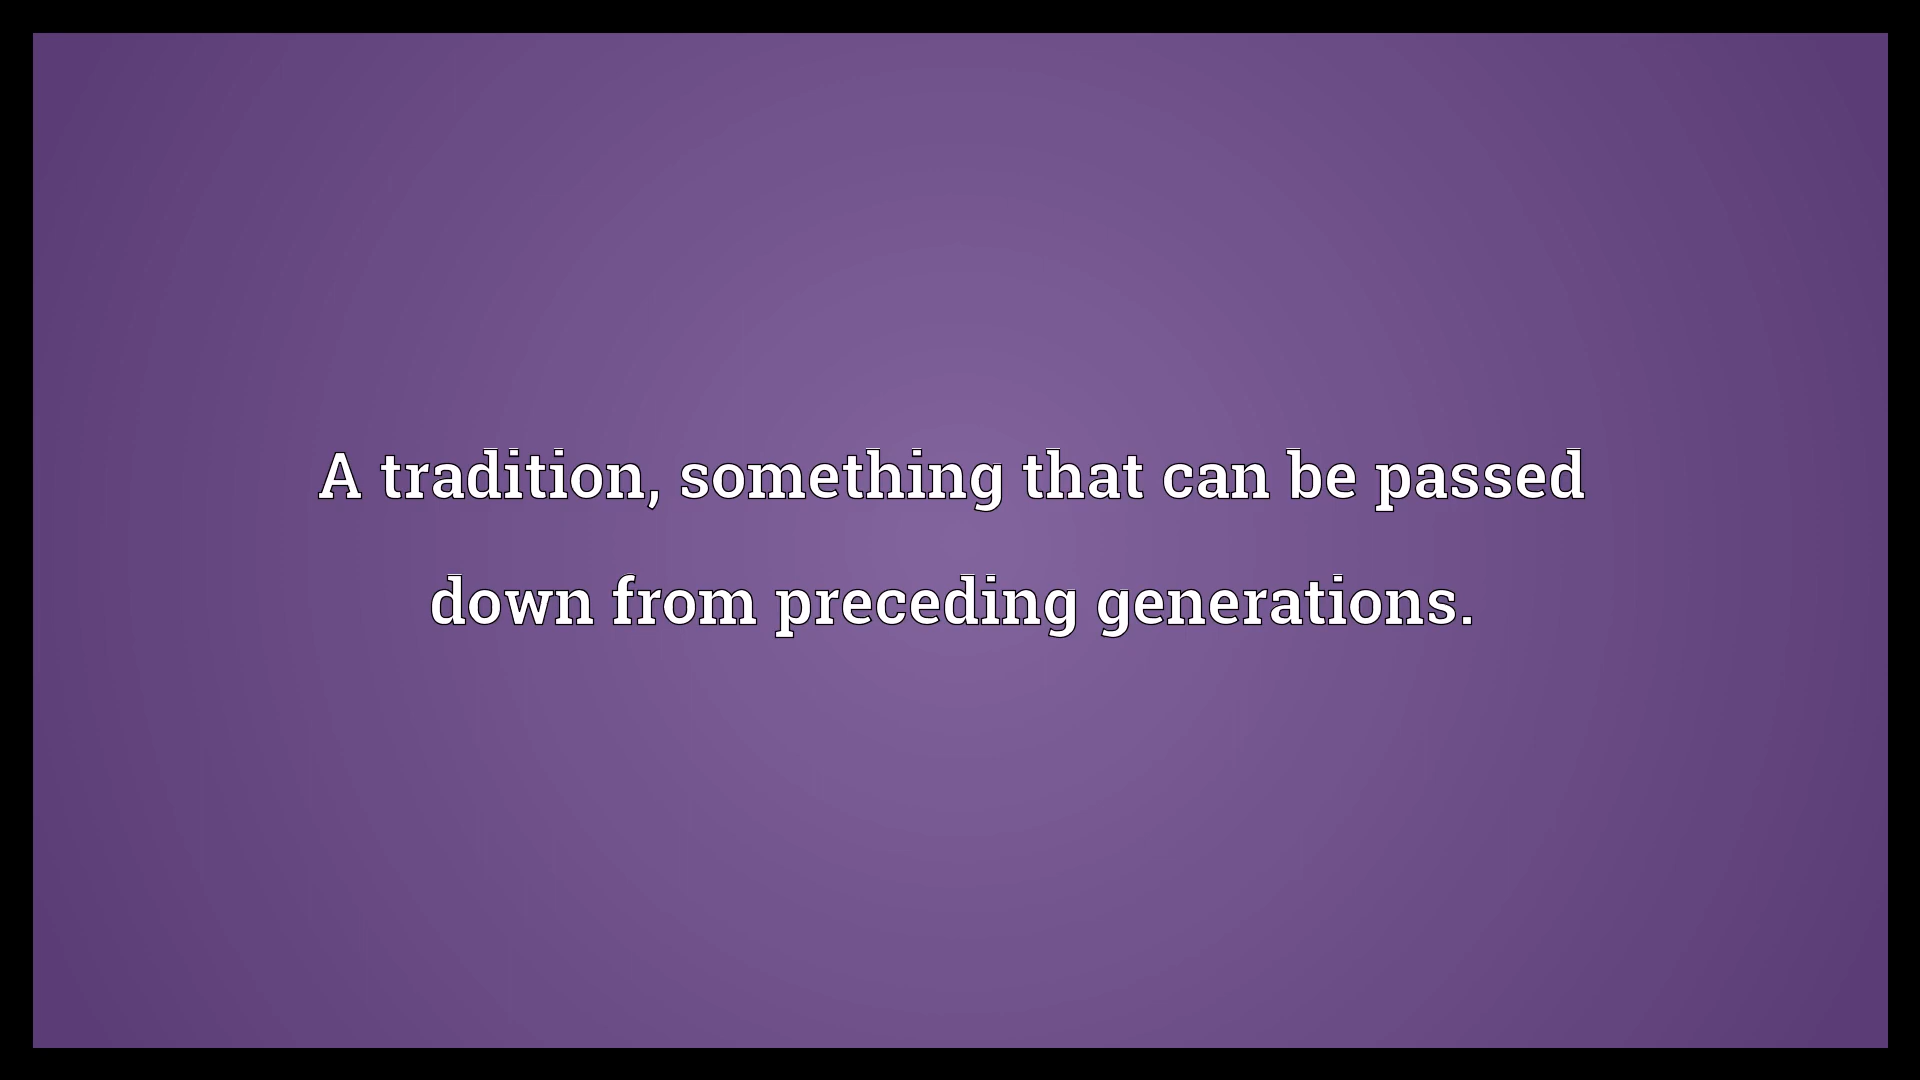 A tradition, something that can be passed
down from preceding generations.